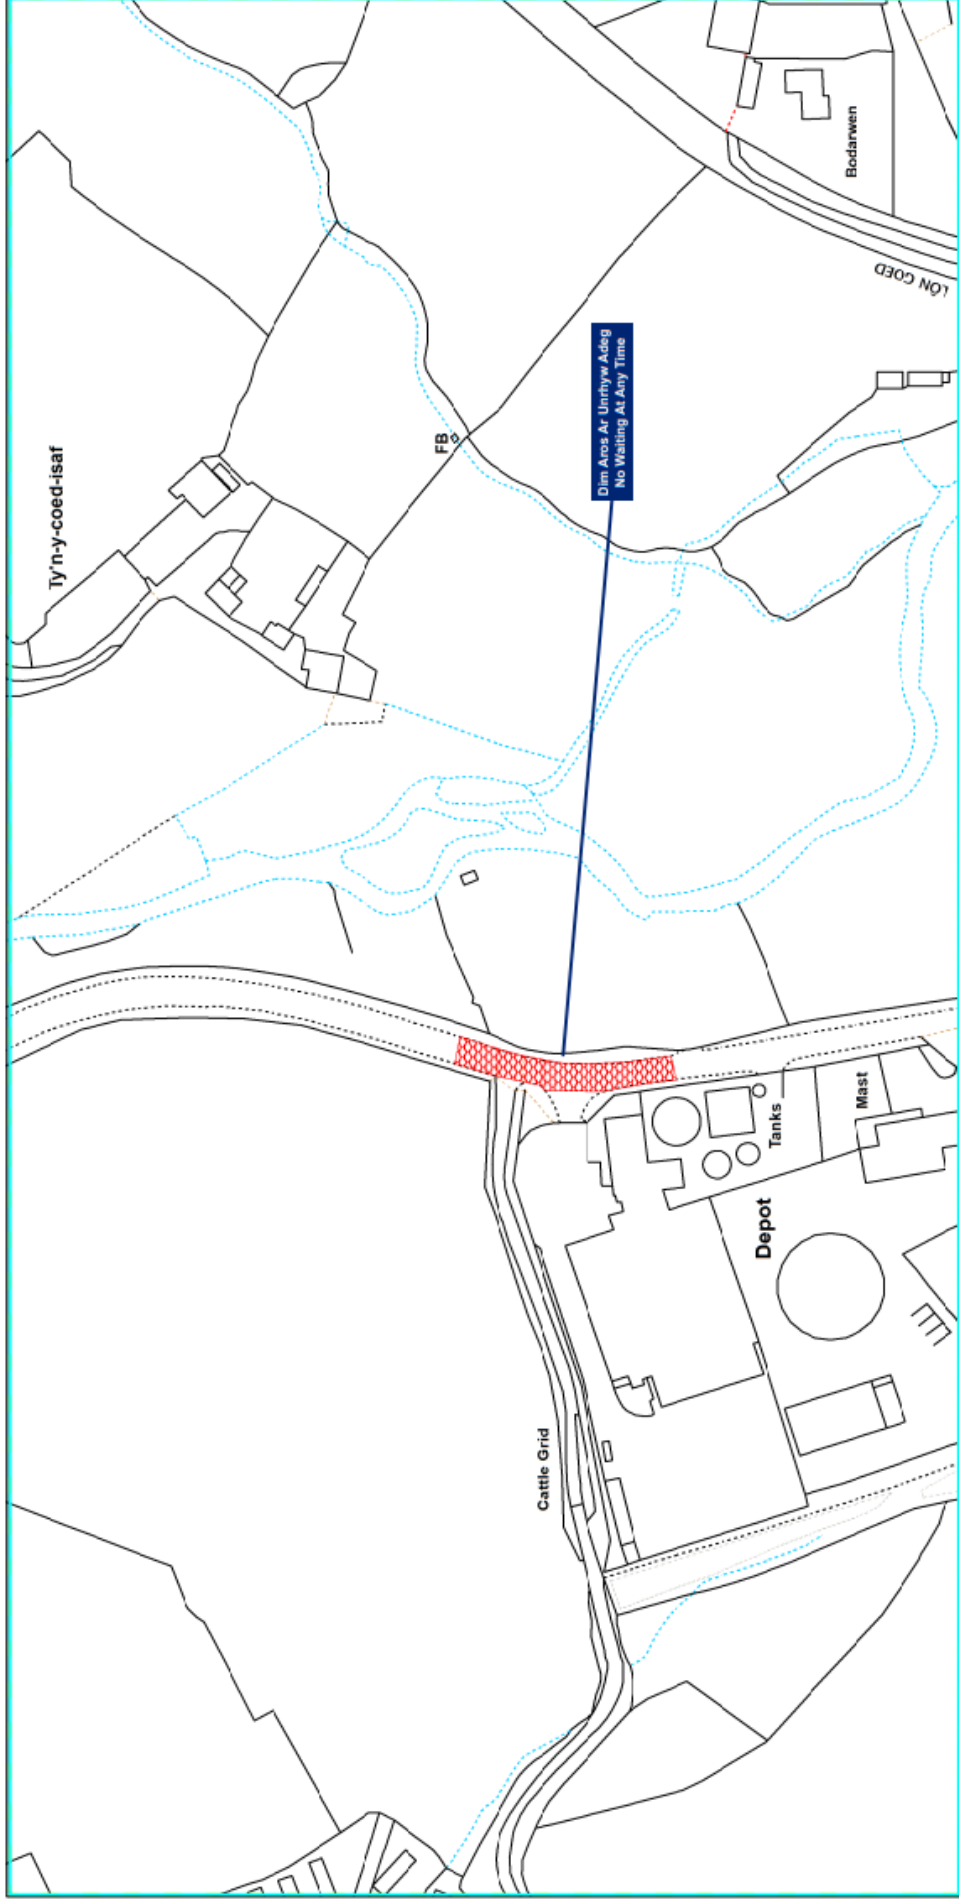 Ty'n-y-coed-isaf
FB
Bodarwen
LÔN GOED
Dim Aros Ar Unrhyw Adeg
No Waiting At Any Time
Mast
Tanks
Depot
Cattle Grid